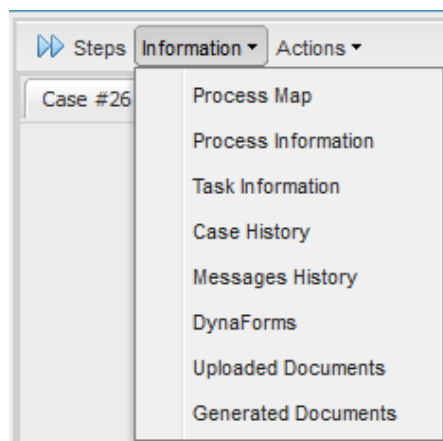 Steps Information Actions
Case #26
Process Map
Process Information
Task Information
Case History
Messages History
DynaForms
Uploaded Documents
Generated Documents